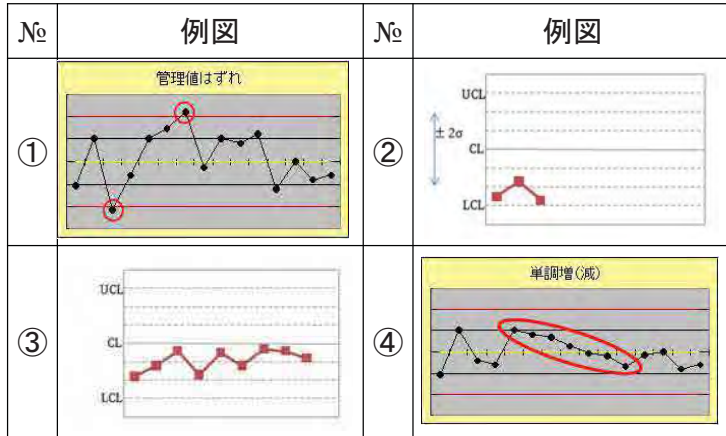 № 例図 № 例図
① 管理値はずれ
② UCL
± 2σ
CL
LCL
③ UCL
CL
LCL
④ 単調増(減)